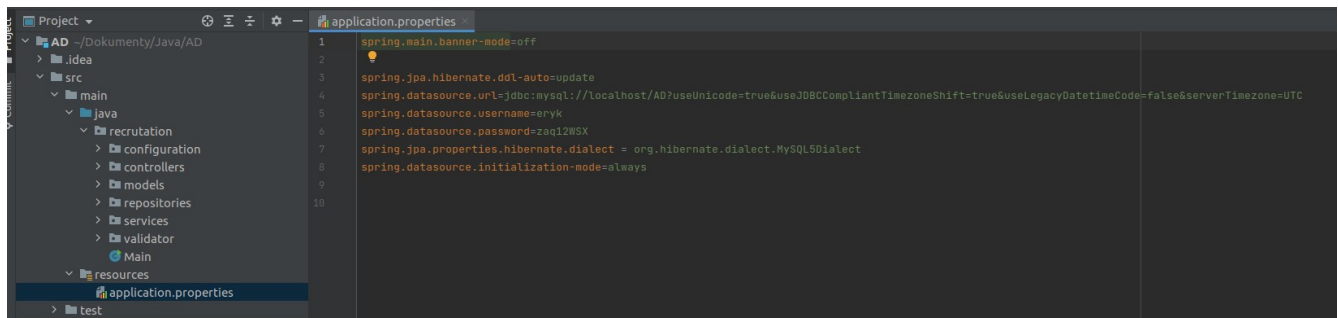 Project
application.properties
Project
AD ~/Dokumenty/Java/AD
.idea
src
main
java
recrutation
configuration
controllers
models
repositories
services
validator
Main
resources
application.properties
test
Commit
1 spring.main.banner-mode=off
2
3 spring.jpa.hibernate.ddl-auto=update
4 spring.datasource.url=jdbc:mysql://localhost/AD?useUnicode=true&useJDBCCompliantTimezoneShift=true&useLegacyDatetimeCode=false&serverTimezone=UTC
5 spring.datasource.username=eryk
6 spring.datasource.password=zaq12WSX
7 spring.jpa.properties.hibernate.dialect = org.hibernate.dialect.MySQL5Dialect
8 spring.datasource.initialization-mode=always
9
10